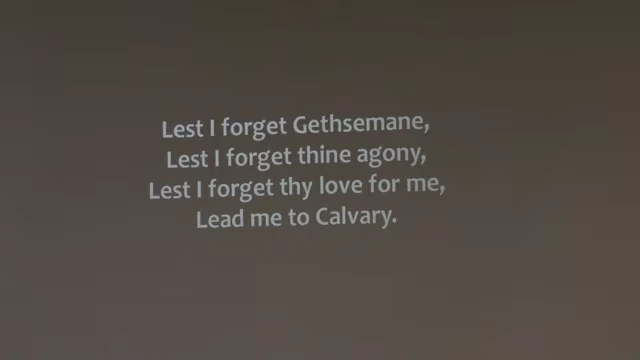 Lest I forget Gethsemane,
Lest I forget thine agony,
Lest I forget thy love for me,
Lead me to Calvary.